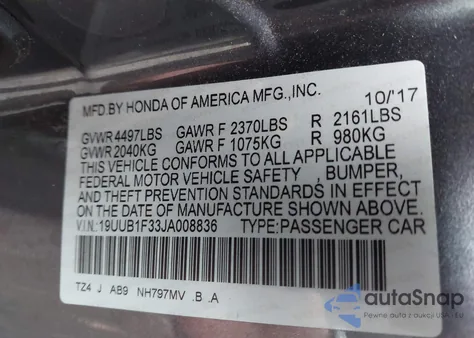 MFD.BY HONDA OF AMERICA MFG.,INC. 10/'17
GVWR 4497LBS GAWR F 2370LBS R 2161LBS
GVWR 2040KG GAWR F 1075KG R 980KG
THIS VEHICLE CONFORMS TO ALL APPLICABLE
FEDERAL MOTOR VEHICLE SAFETY , BUMPER,
AND THEFT PREVENTION STANDARDS IN EFFECT
ON THE DATE OF MANUFACTURE SHOWN ABOVE.
V.I.N.: 19UUB1F33JA008836 TYPE:PASSENGER CAR
TZ4 J AB9 NH797MV .B .A
autoSnap
VEHICLE SOLUTIONS